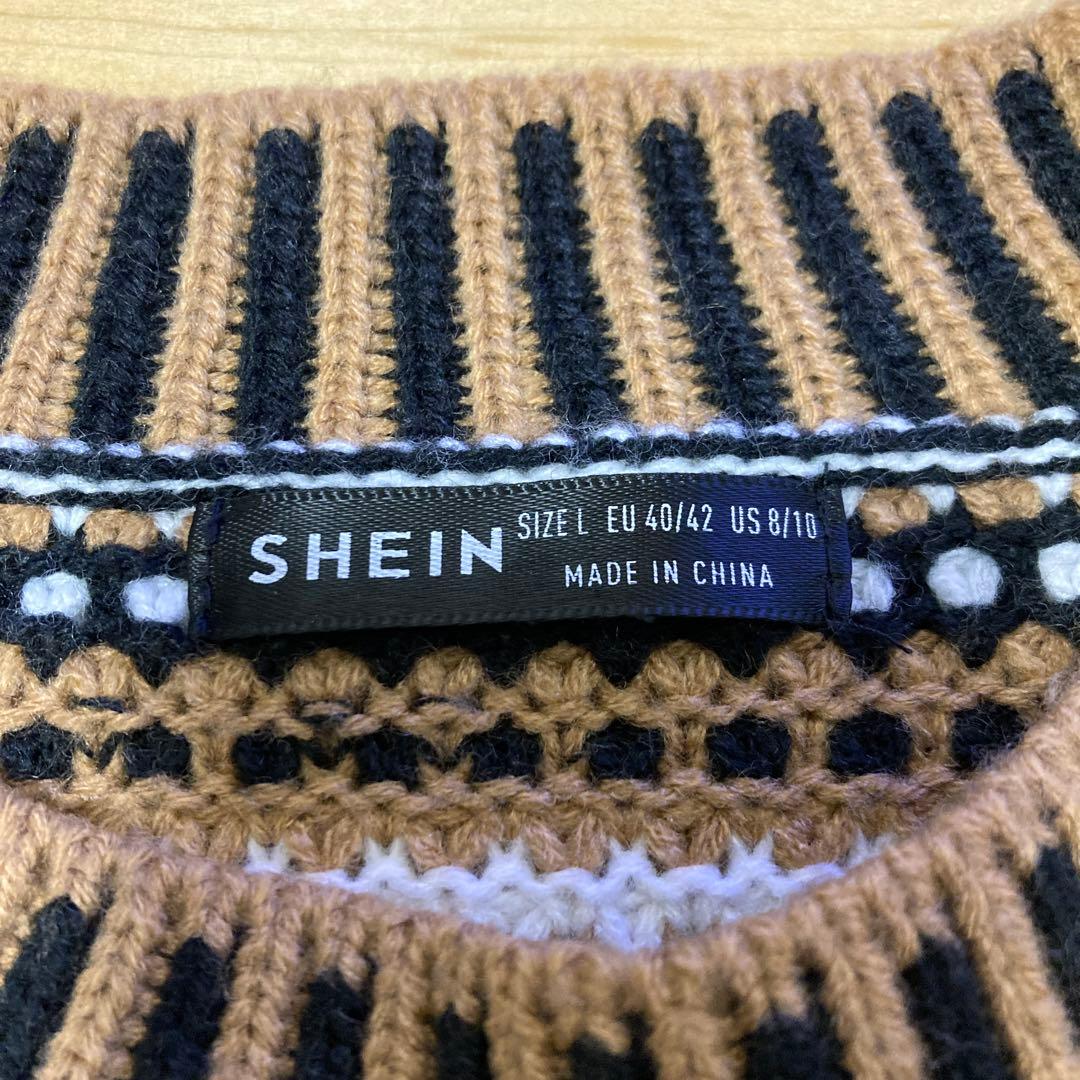 SHEIN
SIZE L EU 40/42 US 8/10
MADE IN CHINA